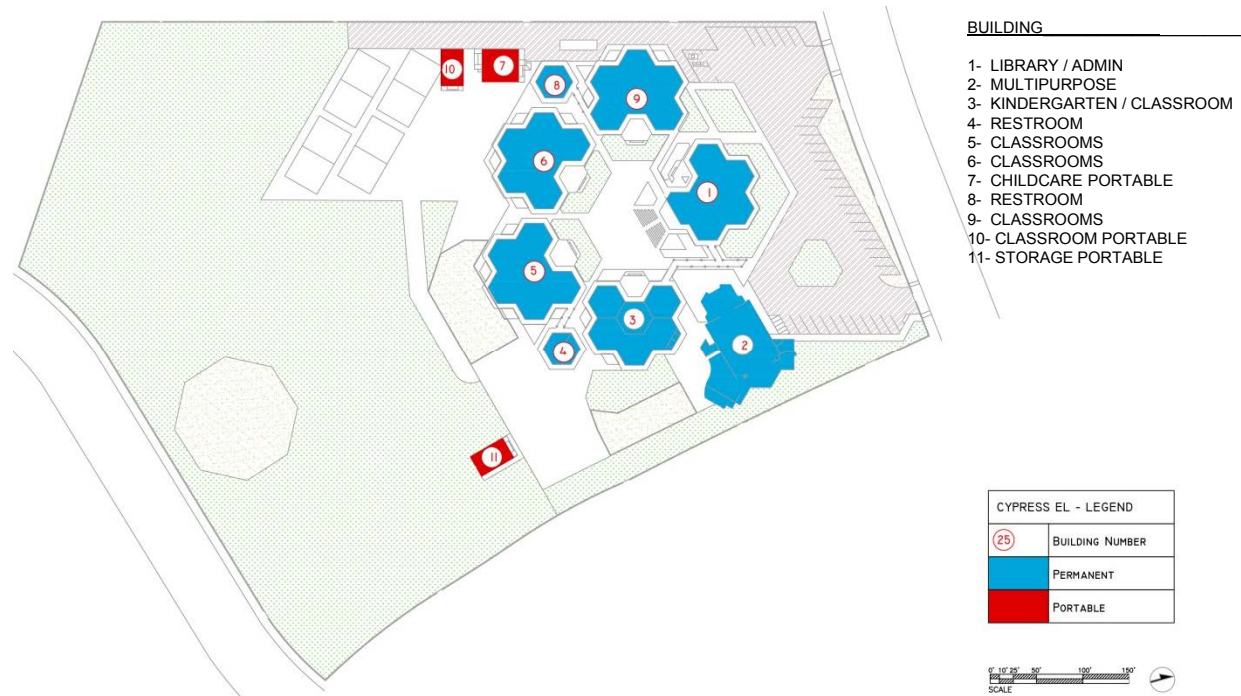 BUILDING
1- LIBRARY / ADMIN
2- MULTIPURPOSE
3- KINDERGARTEN / CLASSROOM
4- RESTROOM
5- CLASSROOMS
6- CLASSROOMS
7- CHILDCARE PORTABLE
8- RESTROOM
9- CLASSROOMS
10- CLASSROOM PORTABLE
11- STORAGE PORTABLE
10
7
8
9
6
1
5
3
2
4
11
CYPRESS EL - LEGEND
25 BUILDING NUMBER
PERMANENT
PORTABLE
0' 10' 25' 50' 100' 150'
SCALE